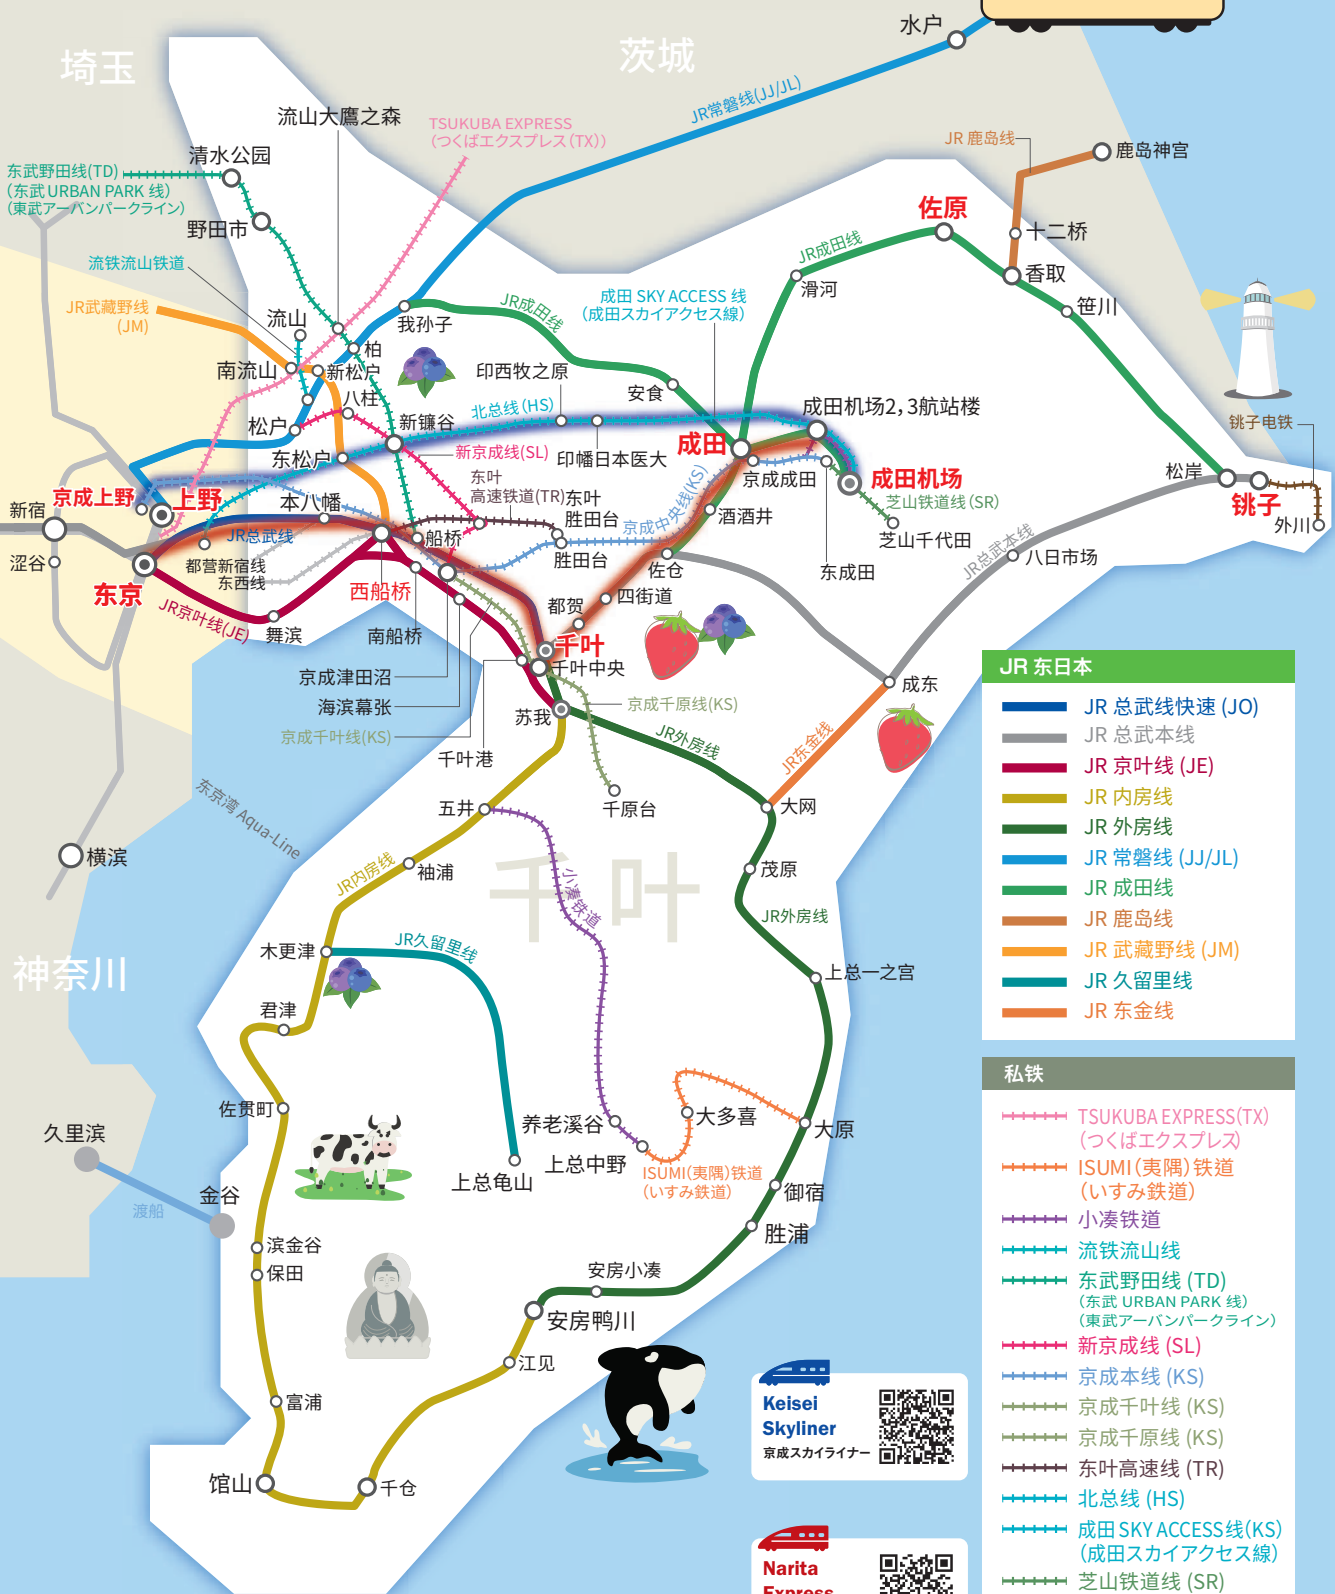 水户
埼玉
茨城
JR常磐线(JJ/JL)
流山大鹰之森
TSUKUBA EXPRESS
（つくばエクスプレス（TX））
JR 鹿岛线
鹿岛神宫
清水公园
东武野田线(TD)
（东武 URBAN PARK 线）
（東武アーバンパークライン）
野田市
佐原
十二桥
JR成田线
流铁流山铁道
香取
滑河
成田 SKY ACCESS 线
（成田スカイアクセス線）
JR武藏野线
(JM)
JR成田线
笹川
流山
我孙子
柏
南流山
新松户
印西牧之原
安食
八柱
北总线（HS）
成田机场2，3航站楼
松户
新镰谷
成田
铫子电铁
东松户
新京成线(SL)
印幡日本医大
京成成田
成田机场
松岸
东叶
高速铁道(TR)
京成上野
上野
本八幡
东叶
胜田台
京成中央线(KS)
酒酒井
芝山铁道线（SR）
铫子
新宿
外川
JR总武线
船桥
芝山千代田
JR总武本线
涩谷
都营新宿线
东西线
胜田台
佐仓
东成田
八日市场
东京
西船桥
四街道
JR京叶线(JE)
都贺
舞滨
南船桥
千叶
千叶中央
京成津田沼
成东
海滨幕张
苏我
京成千原线(KS)
京成千叶线(KS)
JR外房线
千叶港
JR东金线
东京湾 Aqua-Line
五井
千原台
大网
横滨
JR内房线
袖浦
千叶
小凑铁道
茂原
JR外房线
木更津
JR久留里线
神奈川
上总一之宫
君津
佐贯町
养老溪谷
大多喜
大原
久里滨
上总中野
上总龟山
ISUMI（夷隅）铁道
（いすみ鉄道）
金谷
御宿
渡船
胜浦
滨金谷
保田
安房小凑
安房鸭川
江见
富浦
馆山
千仓
JR 东日本
JR 总武线快速 (JO)
JR 总武本线
JR 京叶线 (JE)
JR 内房线
JR 外房线
JR 常磐线 (JJ/JL)
JR 成田线
JR 鹿岛线
JR 武藏野线 (JM)
JR 久留里线
JR 东金线
私铁
TSUKUBA EXPRESS(TX)
（つくばエクスプレス）
ISUMI（夷隅）铁道
（いすみ鉄道）
小凑铁道
流铁流山线
东武野田线 (TD)
（东武 URBAN PARK 线）
（東武アーバンパークライン）
新京成线 (SL)
京成本线 (KS)
京成千叶线 (KS)
京成千原线 (KS)
东叶高速线 (TR)
北总线 (HS)
成田 SKY ACCESS线(KS)
（成田スカイアクセス線）
芝山铁道线 (SR)
Keisei
Skyliner
京成スカイライナー
Narita
Express